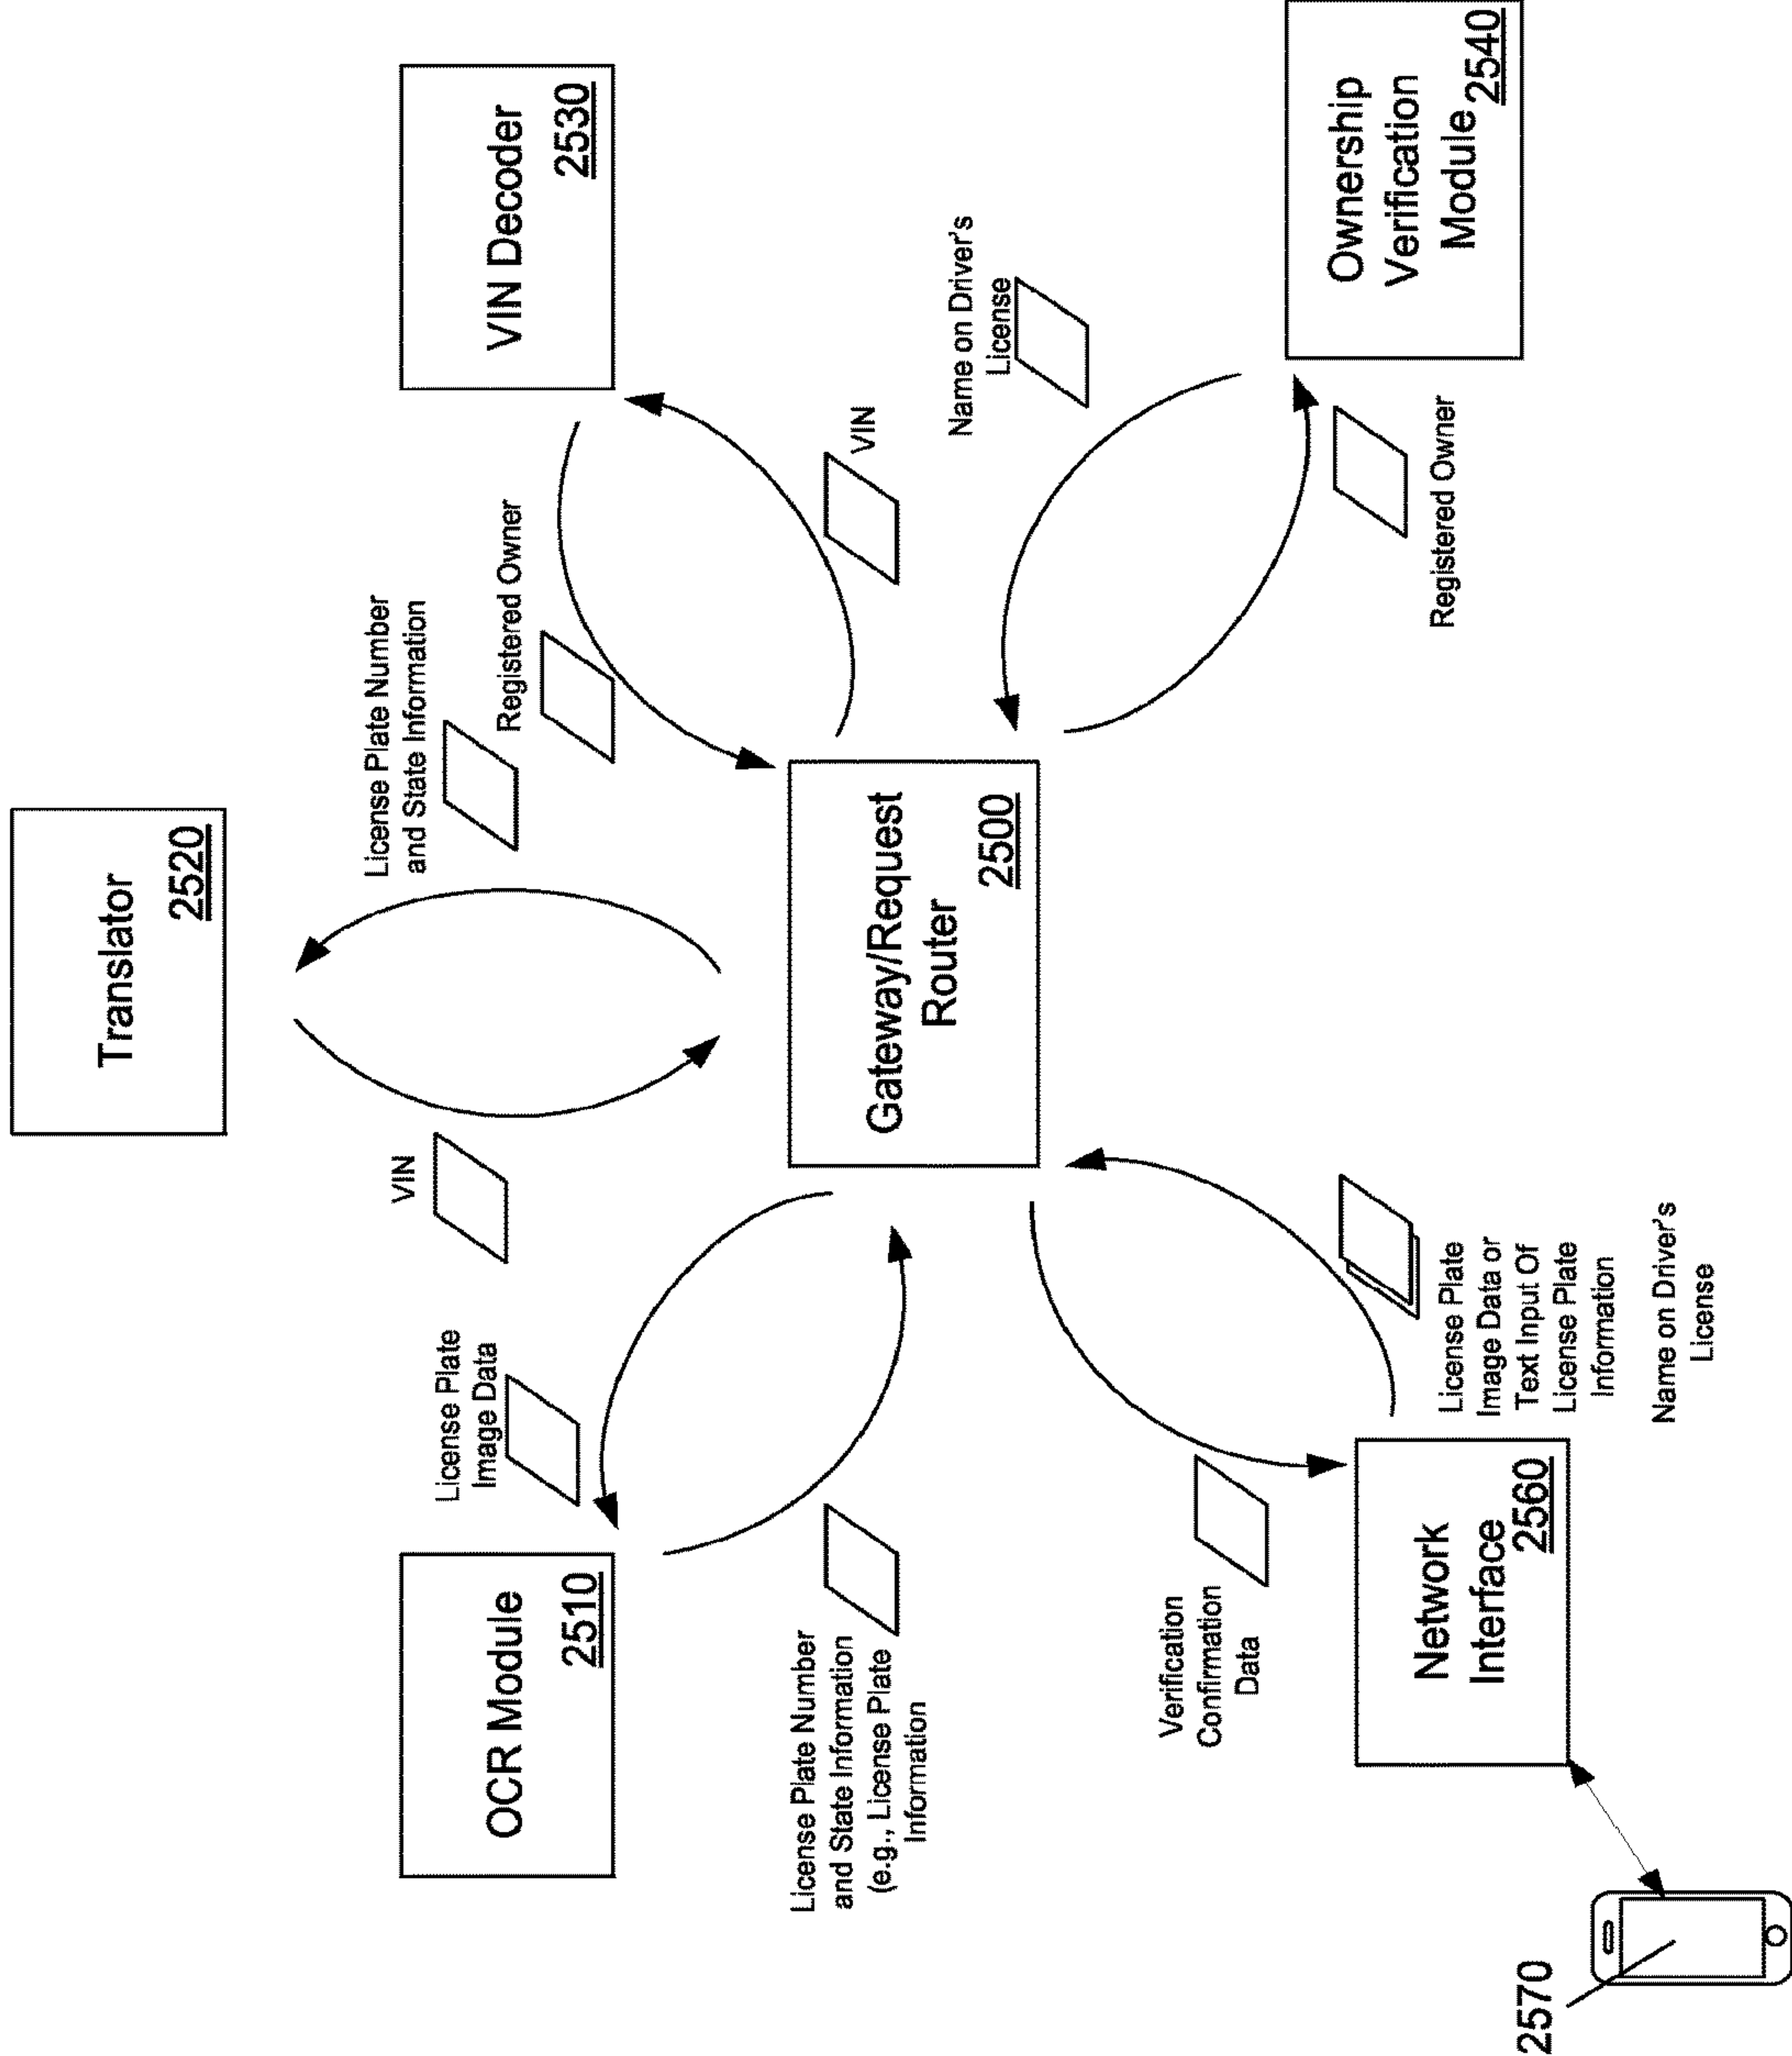 Translator
2520
VIN
License Plate Number
and State Information
Registered Owner
OCR Module
2510
License Plate
Image Data
VIN Decoder
2530
License Plate Number
and State Information
(e.g., License Plate
Information
Gateway/Request
Router
2500
VIN
Name on Driver's
License
Verification
Confirmation
Data
Network
Interface
2560
License Plate
Image Data or
Text Input Of
License Plate
Information
Name on Driver's
License
Registered Owner
Ownership
Verification
Module
2540
2570